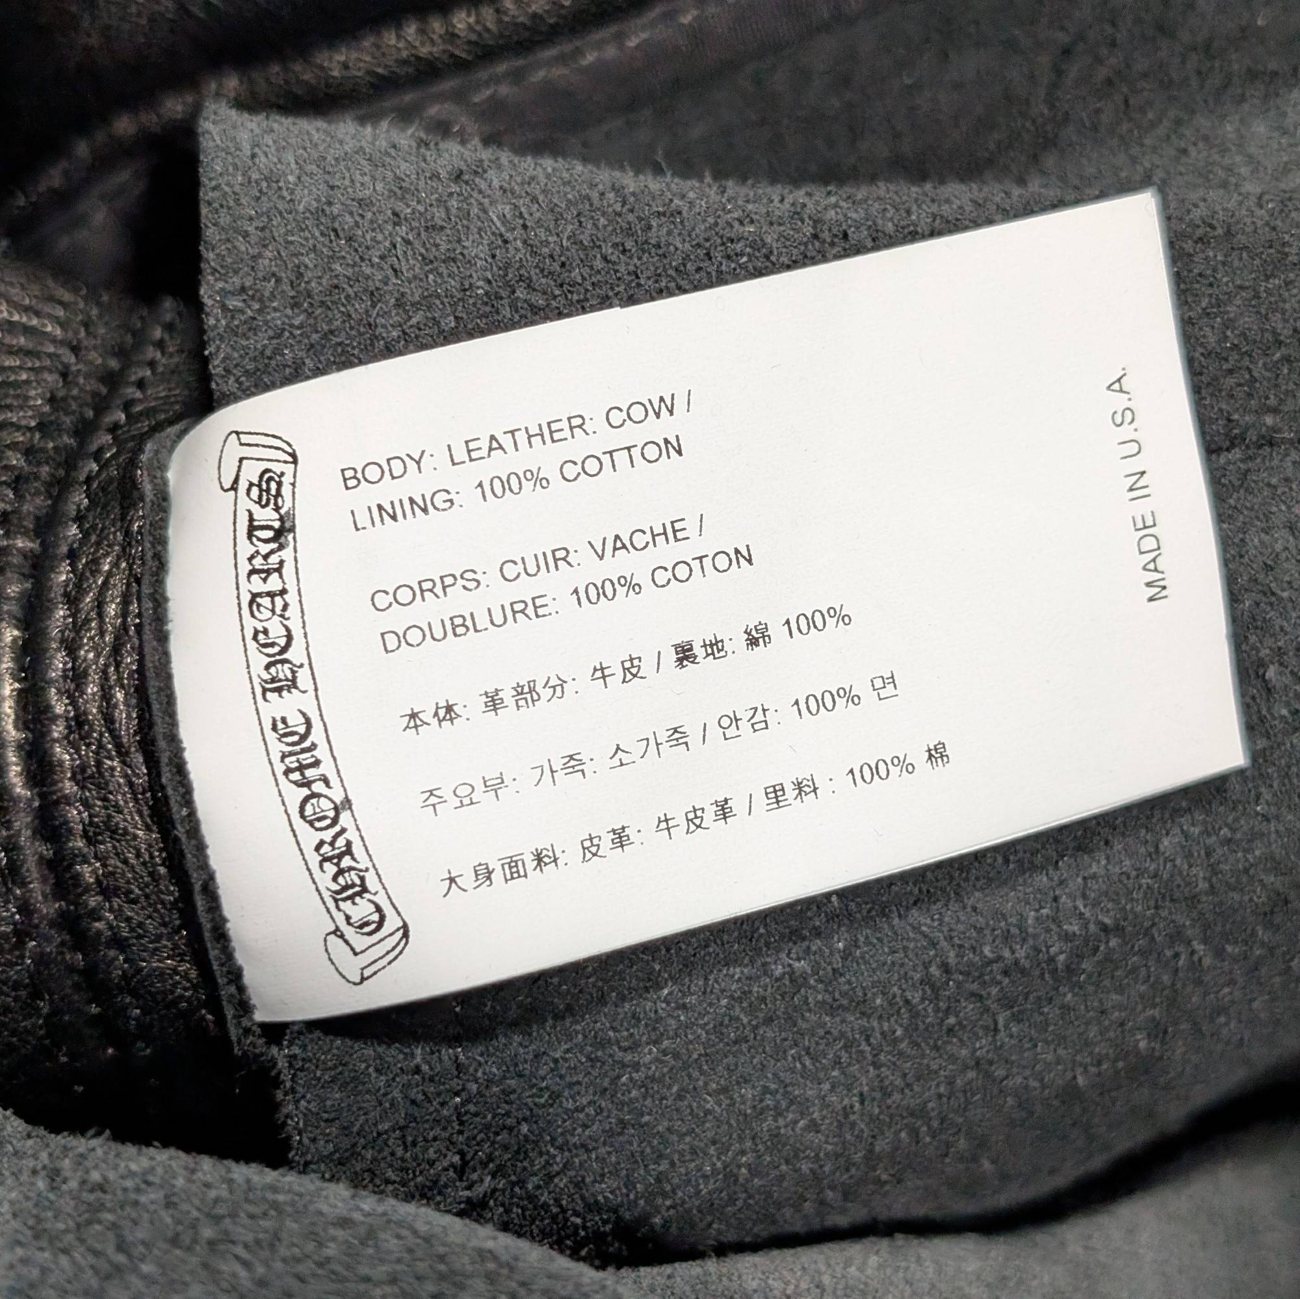 CHROME HEARTS
BODY: LEATHER: COW /
LINING: 100% COTTON
CORPS: CUIR: VACHE /
DOUBLURE: 100% COTON
本体: 革部分: 牛皮 / 裏地: 綿 100%
주요부: 가죽: 소가죽 / 안감: 100% 면
大身面料: 皮革: 牛皮革 / 里料 : 100% 棉
MADE IN U.S.A.